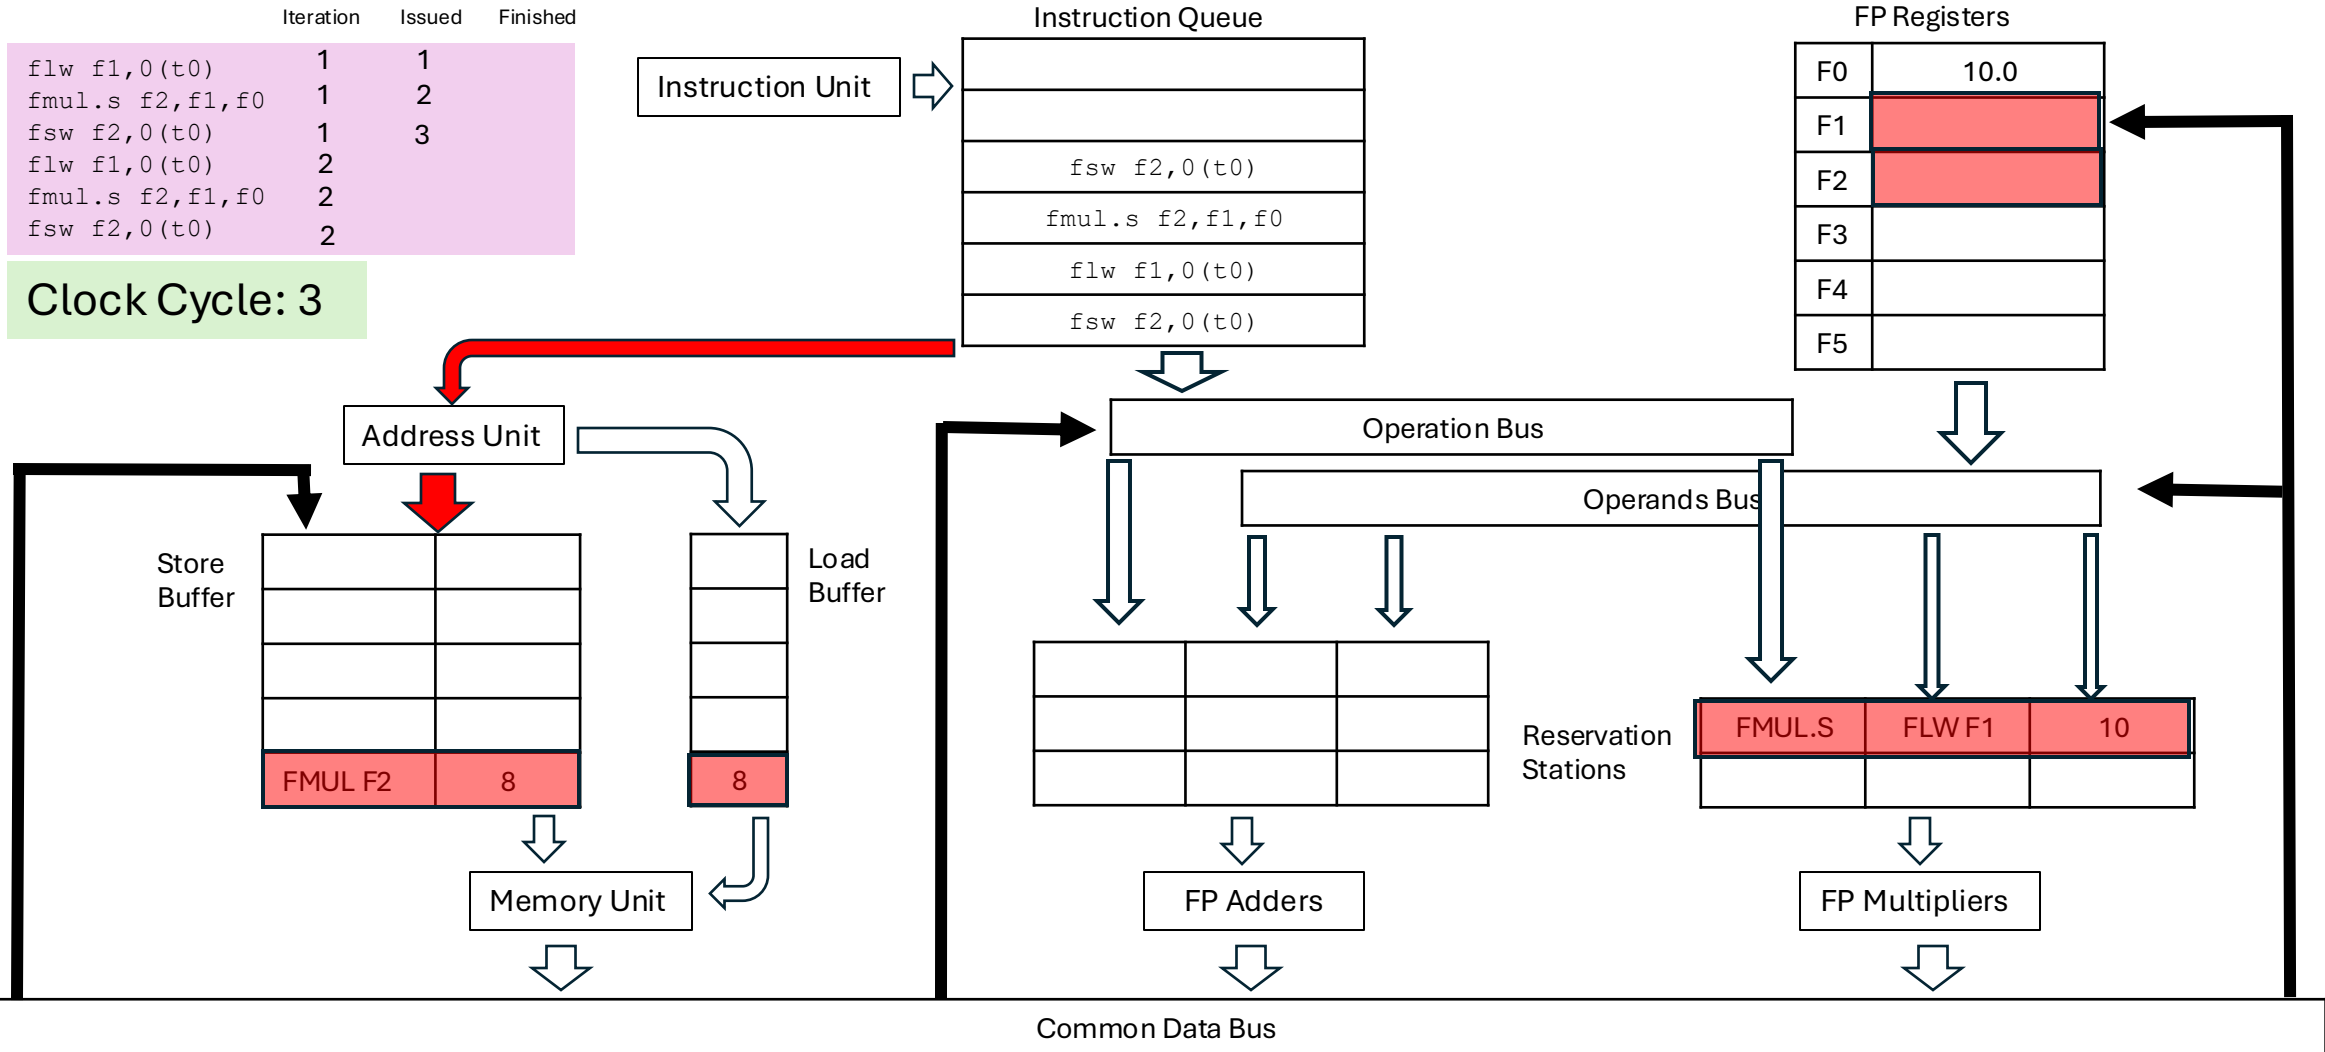 Iteration Issued Finished
flw f1,0(t0) 1 1
fmul.s f2,f1,f0 1 2
fsw f2,0(t0) 1 3
flw f1,0(t0) 2
fmul.s f2,f1,f0 2
fsw f2,0(t0) 2
Clock Cycle: 3
Instruction Unit
Instruction Queue
fsw f2,0(t0)
fmul.s f2,f1,f0
flw f1,0(t0)
fsw f2,0(t0)
FP Registers
F0 10.0
F1
F2
F3
F4
F5
Address Unit
Operation Bus
Operands Bus
Store
Buffer
FMUL F2 8
Load
Buffer
8
Reservation
Stations
FMUL.S FLW F1 10
Memory Unit
FP Adders
FP Multipliers
Common Data Bus